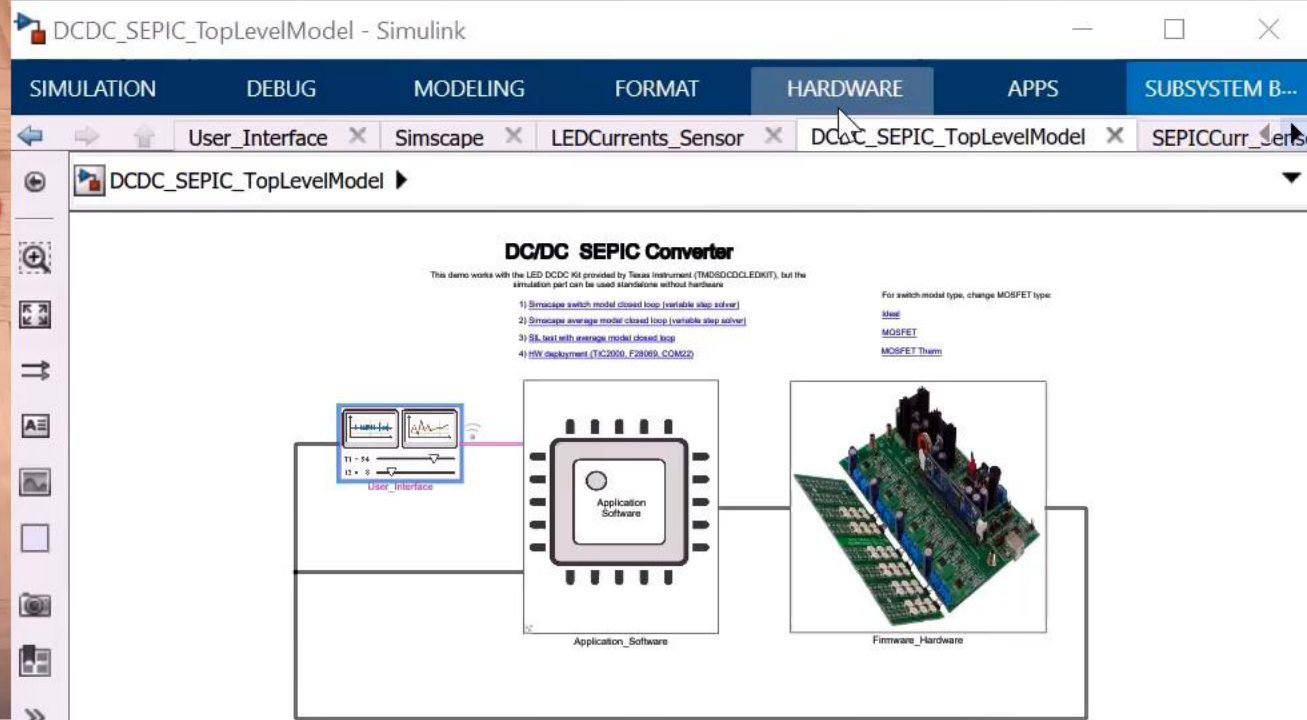 DCDC_SEPIC_TopLevelModel - Simulink
SIMULATION DEBUG MODELING FORMAT HARDWARE APPS SUBSYSTEM B...
User_Interface Simscape LEDCurrents_Sensor DCDC_SEPIC_TopLevelModel SEPICCurr_Senso
DCDC_SEPIC_TopLevelModel
DC/DC SEPIC Converter
This demo works with the LED DCDC Kit provided by Texas Instrument (TMDSDCDCLEDKIT), but the
simulation part can be used standalone without hardware
1) Simscape switch model closed loop (variable step solver)
2) Simscape average model closed loop (variable step solver)
3) SIL test with average model closed loop
4) HW deployment (TIC2000, F28069, COM22)
For switch model type, change MOSFET type:
Ideal
MOSFET
MOSFET Therm
User_Interface
Application
Software
Application_Software
Firmware_Hardware